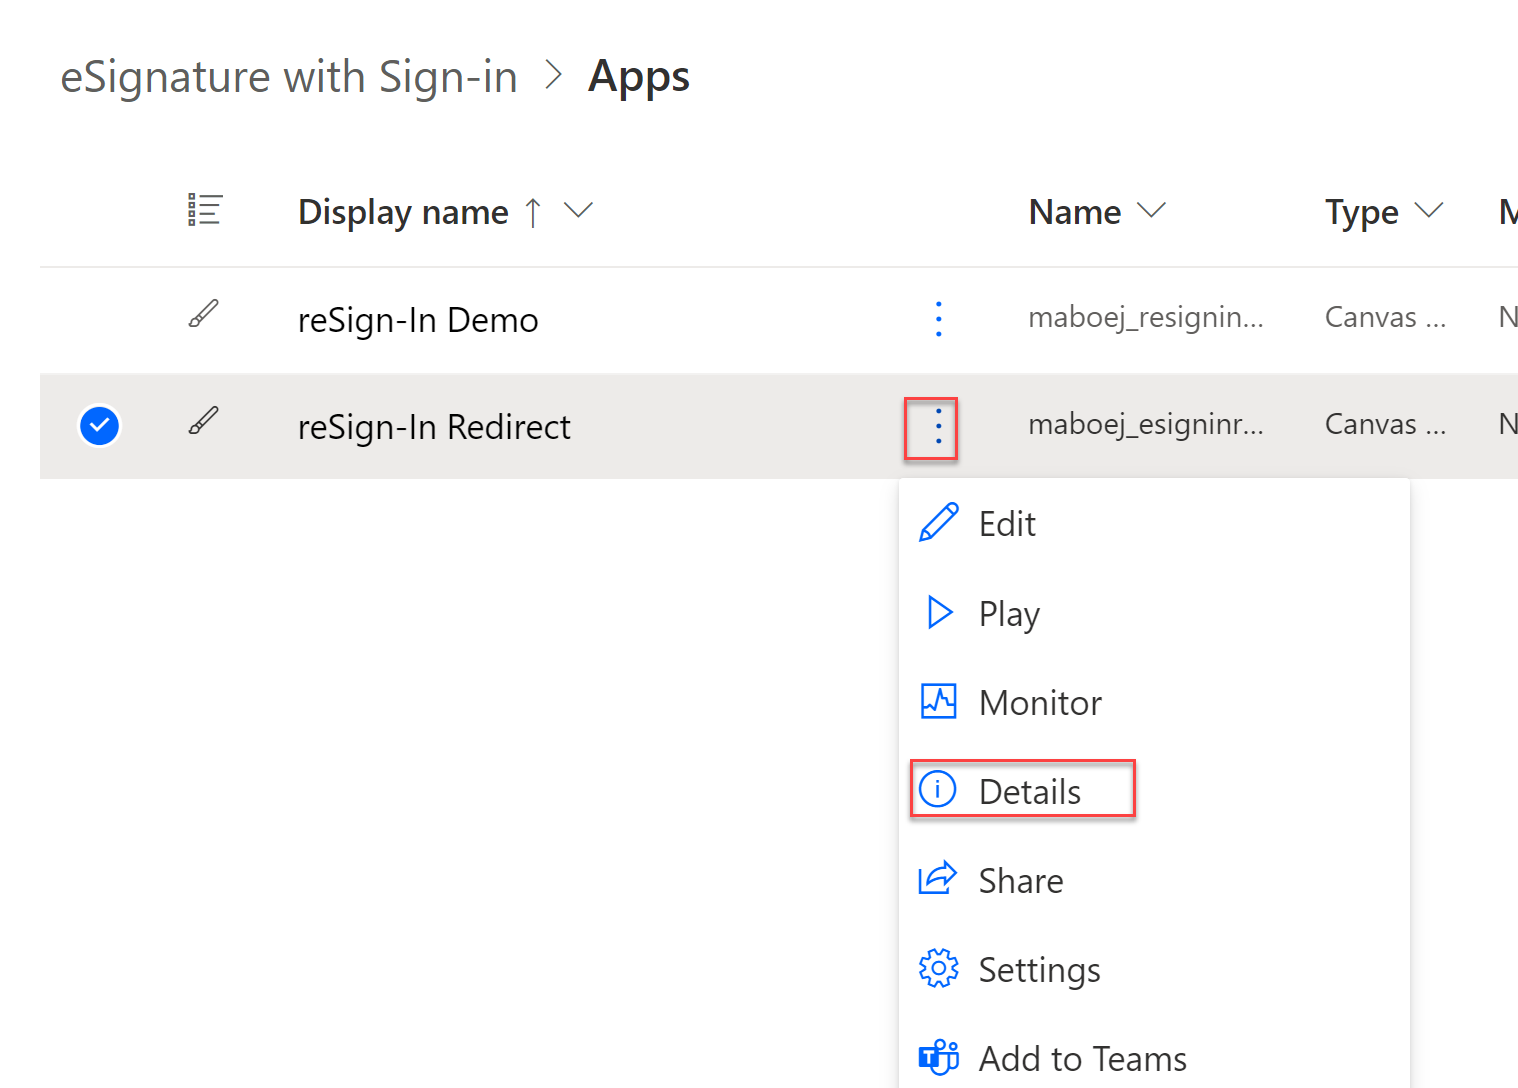 eSignature with Sign-in > Apps
Display name ↑ Name Type
reSign-In Demo maboej_resignin... Canvas ... N
reSign-In Redirect maboej_esigninr... Canvas ... N
Edit
Play
Monitor
Details
Share
Settings
Add to Teams